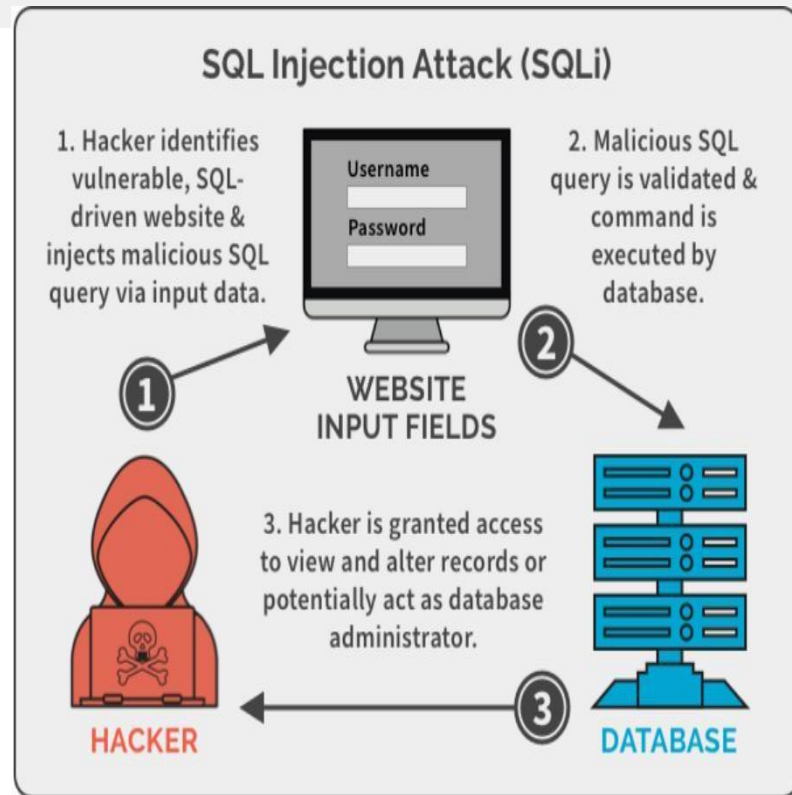 SQL Injection Attack (SQLi)
1. Hacker identifies
vulnerable, SQL-
driven website &
injects malicious SQL
query via input data.
Username
Password
2. Malicious SQL
query is validated &
command is
executed by
database.
1
2
WEBSITE
INPUT FIELDS
3. Hacker is granted access
to view and alter records or
potentially act as database
administrator.
3
HACKER
DATABASE